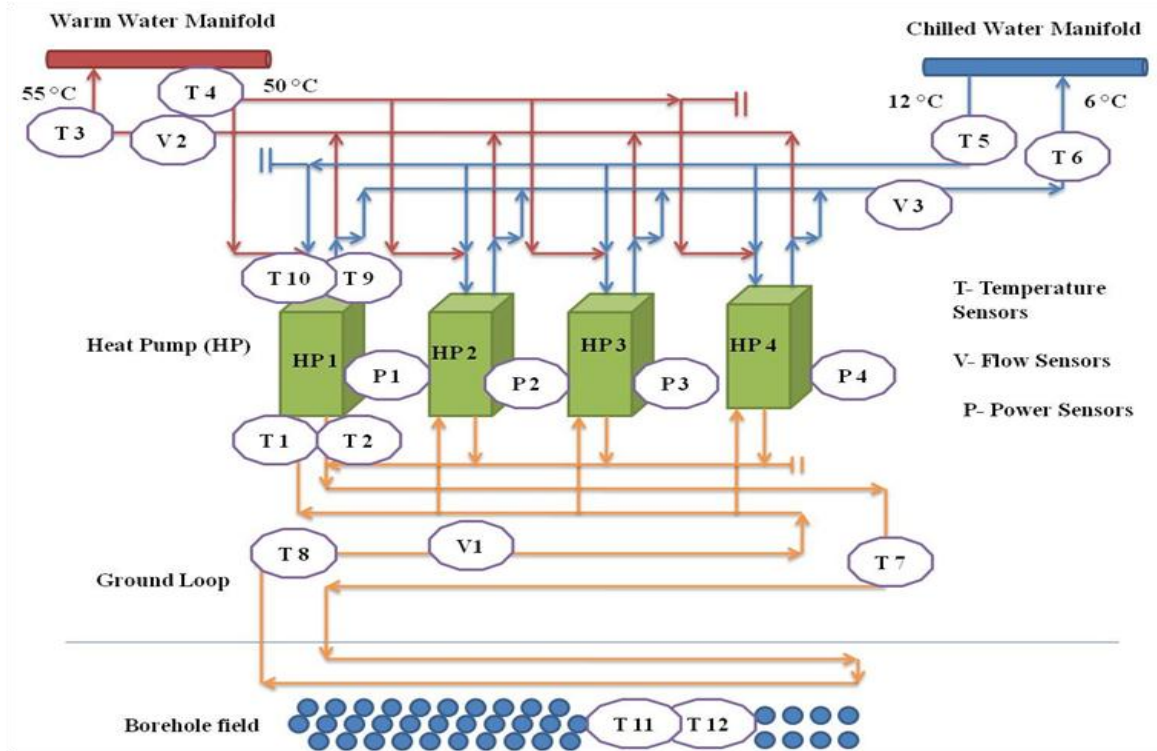 Warm Water Manifold
Chilled Water Manifold
55 °C
T 4
50 °C
12 °C
6 °C
T 3
V 2
T 5
T 6
V 3
T 10
T 9
T- Temperature
Sensors
Heat Pump (HP)
HP 1
HP 2
HP 3
HP 4
P 1
P 2
P 3
P 4
V- Flow Sensors
P- Power Sensors
T 1
T 2
T 8
V1
T 7
Ground Loop
Borehole field
T 11
T 12